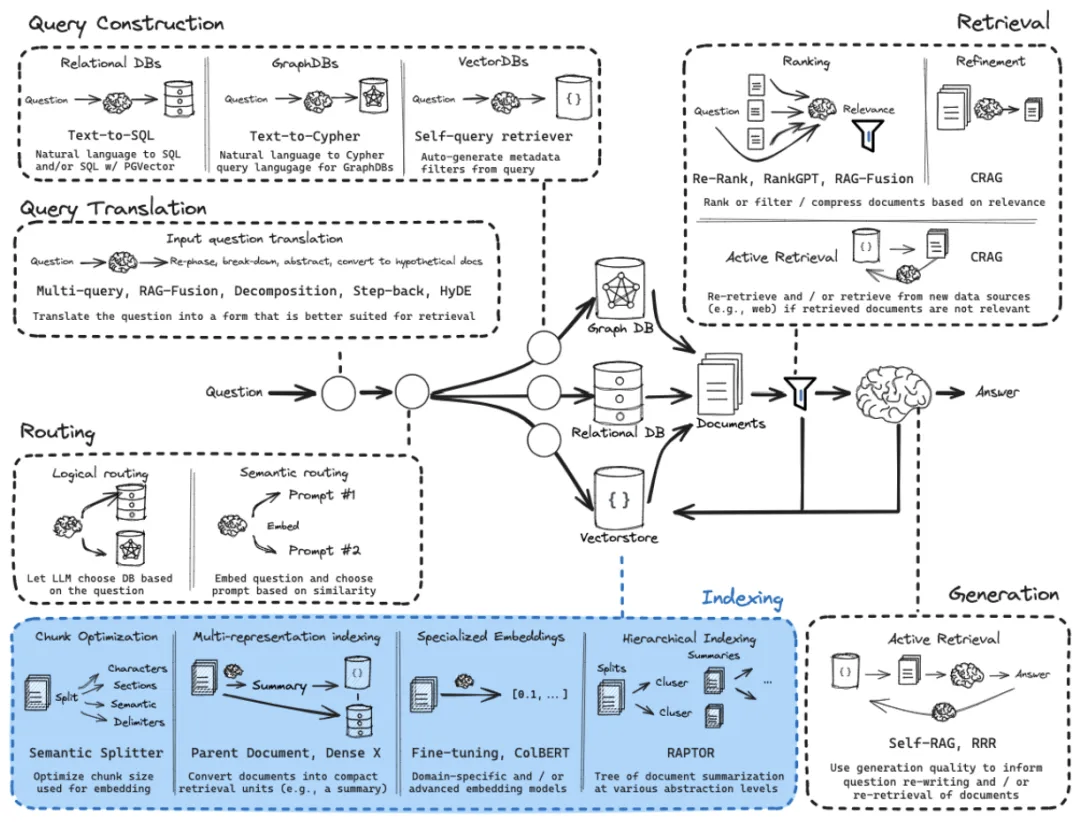 Query Construction
Relational DBs
Question
Text-to-SQL
Natural language to SQL
and/or SQL w/ PGVector
GraphDBs
Question
Text-to-Cypher
Natural language to Cypher
query langugage for GraphDBs
VectorDBs
Question
{ }
Self-query retriever
Auto-generate metadata
filters from query
Retrieval
Ranking
Question
Relevance
Re-Rank, RankGPT, RAG-Fusion
Refinement
CRAG
Rank or filter / compress documents based on relevance
Active Retrieval
{ }
CRAG
Re-retrieve and / or retrieve from new data sources
(e.g., web) if retrieved documents are not relevant
Query Translation
Input question translation
Question
Re-phase, break-down, abstract, convert to hypothetical docs
Multi-query, RAG-Fusion, Decomposition, Step-back, HyDE
Translate the question into a form that is better suited for retrieval
Question
Graph DB
Relational DB
{ }
Vectorstore
Documents
Answer
Routing
Logical routing
Let LLM choose DB based
on the question
Semantic routing
Prompt #1
Embed
Prompt #2
Embed question and choose
prompt based on similarity
Indexing
Chunk Optimization
Split
Characters
Sections
Semantic
Delimiters
Semantic Splitter
Optimize chunk size
used for embedding
Multi-representation indexing
Summary
{ }
Parent Document, Dense X
Convert documents into compact
retrieval units (e.g., a summary)
Specialized Embeddings
[0.1, ...]
Fine-tuning, ColBERT
Domain-specific and / or
advanced embedding models
Hierarchical Indexing
Splits
Summaries
Cluser
Cluser
...
RAPTOR
Tree of document summarization
at various abstraction levels
Generation
Active Retrieval
{ }
Answer
Self-RAG, RRR
Use generation quality to inform
question re-writing and / or
re-retrieval of documents